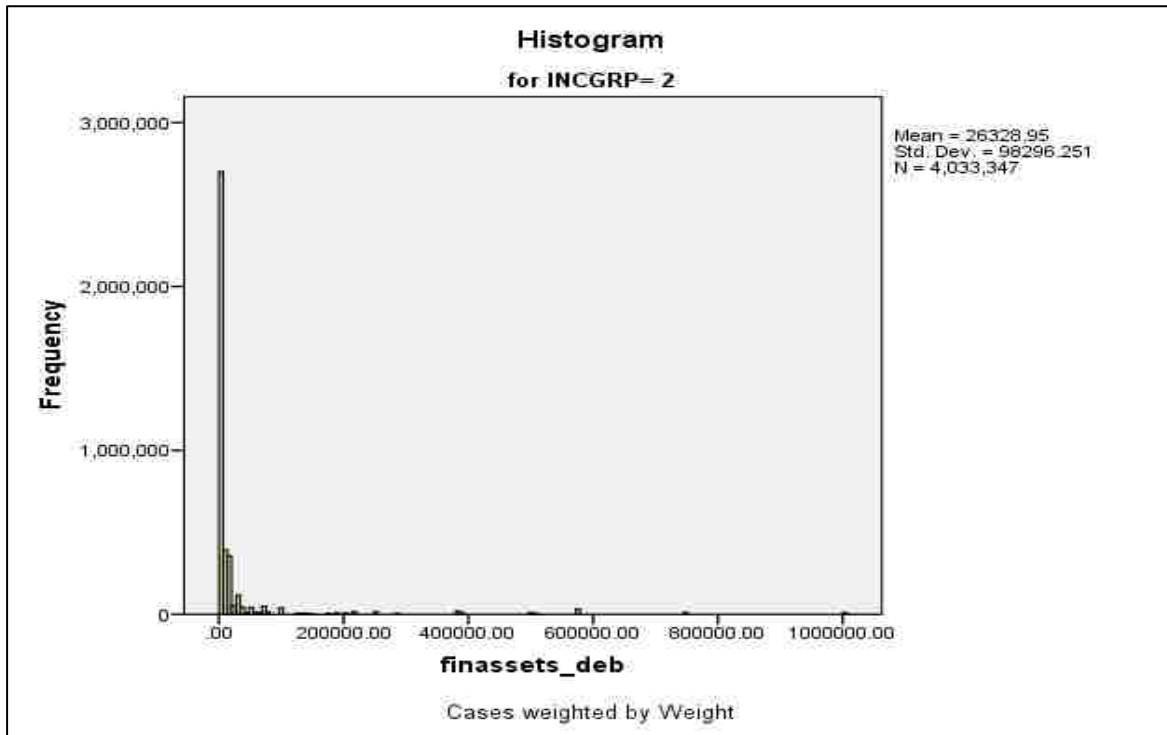 Histogram
for INCGRP= 2
Mean = 26328.95
Std. Dev. = 98296.251
N = 4,033,347
3,000,000
2,000,000
1,000,000
0
Frequency
.00 200000.00 400000.00 600000.00 800000.00 1000000.00
finassets_deb
Cases weighted by Weight